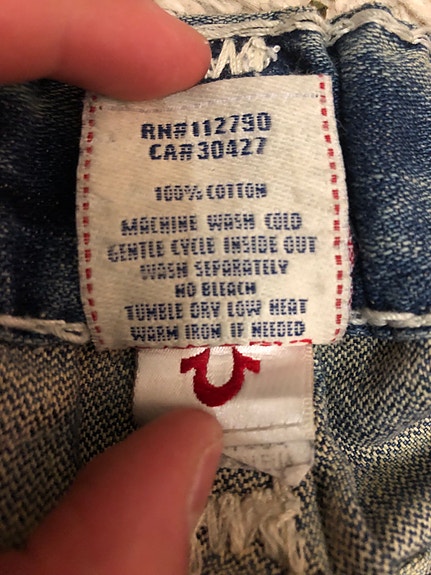 RN#112790
CA#30427
100% COTTON
MACHINE WASH COLD
GENTLE CYCLE INSIDE OUT
WASH SEPARATELY
NO BLEACH
TUMBLE DRY LOW HEAT
WARM IRON IF NEEDED